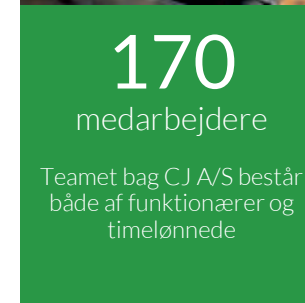 170
medarbejdere
Teamet bag CJ A/S består
både af funktionærer og
timelønnede